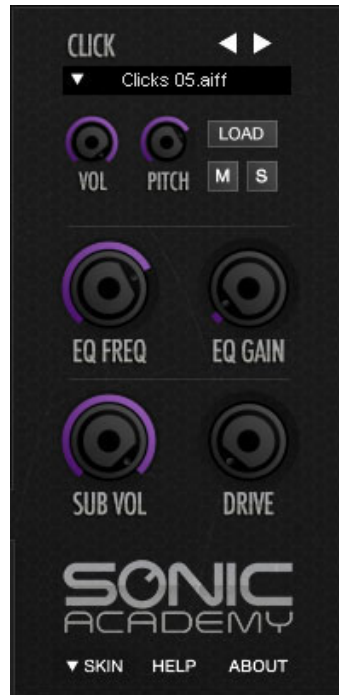 CLICK
Clicks 05.aiff
LOAD
VOL PITCH M S
EQ FREQ EQ GAIN
SUB VOL DRIVE
SONIC
ACADEMY
SKIN HELP ABOUT